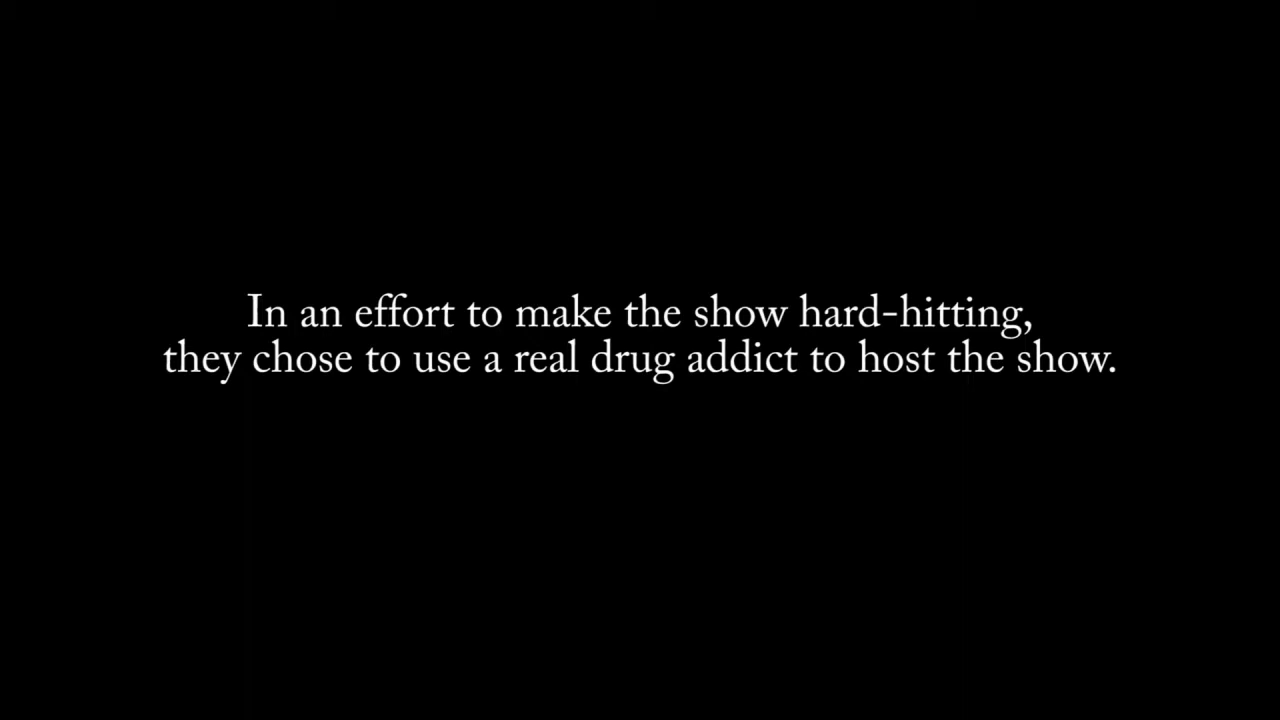 In an effort to make the show hard-hitting,
they chose to use a real drug addict to host the show.